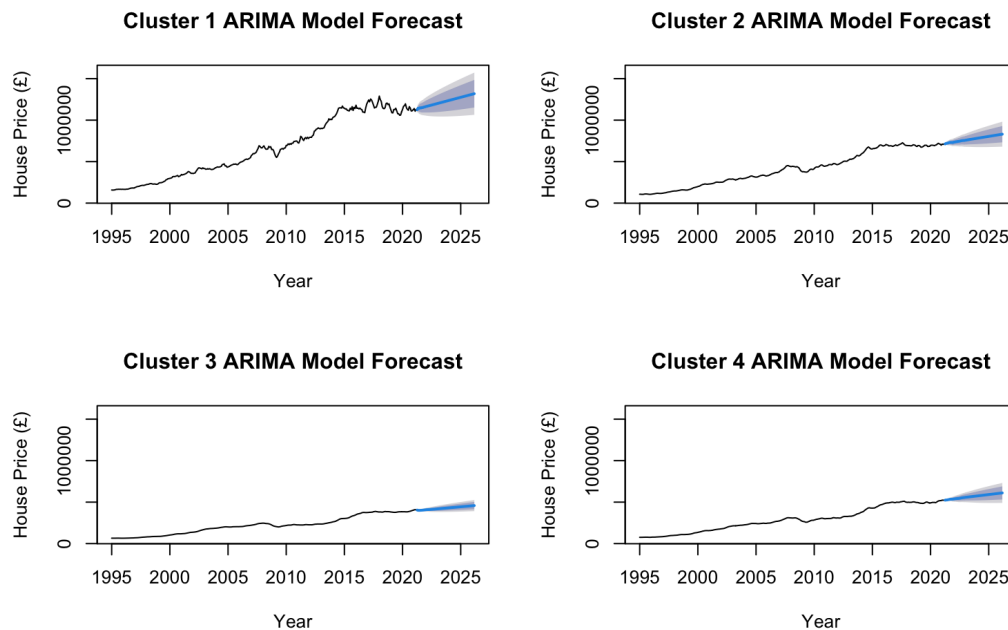 Cluster 1 ARIMA Model Forecast
House Price (£)
0 1000000
1995 2000 2005 2010 2015 2020 2025
Year
Cluster 2 ARIMA Model Forecast
House Price (£)
0 1000000
1995 2000 2005 2010 2015 2020 2025
Year
Cluster 3 ARIMA Model Forecast
House Price (£)
0 1000000
1995 2000 2005 2010 2015 2020 2025
Year
Cluster 4 ARIMA Model Forecast
House Price (£)
0 1000000
1995 2000 2005 2010 2015 2020 2025
Year